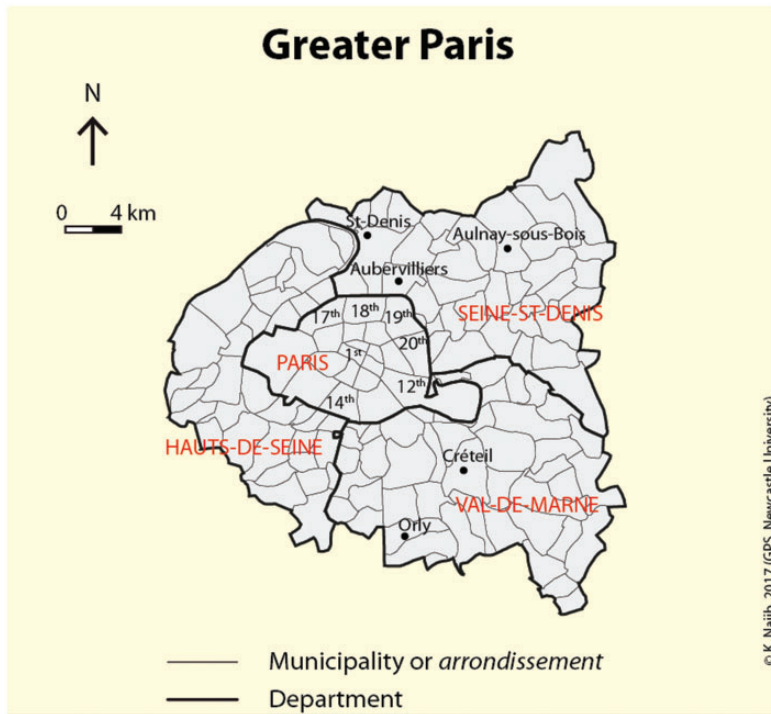 Greater Paris
N
0 4 km
St-Denis
Aulnay-sous-Bois
Aubervilliers
SEINE-ST-DENIS
17th 18th 19th
20th
1st
PARIS
12th
14th
HAUTS-DE-SEINE
Créteil
VAL-DE-MARNE
Orly
© K. Najib, 2017 (GPS, Newcastle University)
Municipality or arrondissement
Department